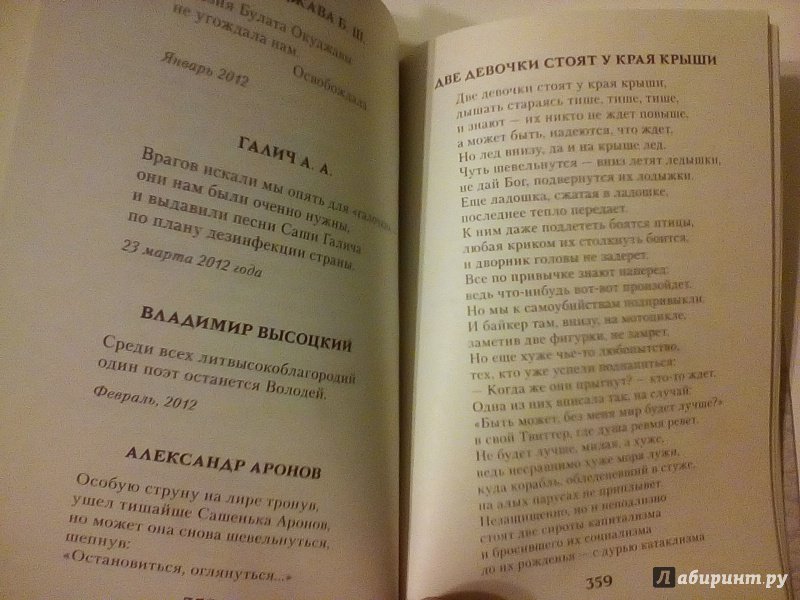 ЖАВА Б. Ш.
Булата Окуджавы
не угождала нам.
Освобождала
Январь 2012
ГАЛИЧ А. А.
Врагов искали мы опять для «галочки»,
они нам были оченно нужны,
и выдавили песни Саши Галича
по плану дезинфекции страны.
23 марта 2012 года
ВЛАДИМИР ВЫСОЦКИЙ
Среди всех литвысокоблагородий
один поэт останется Володей.
Февраль, 2012
АЛЕКСАНДР АРОНОВ
Особую струну на лире тронув,
ушел тишайше Сашенька Аронов,
но может она снова шевельнуться,
шепнув:
«Остановиться, оглянуться...»
ДВЕ ДЕВОЧКИ СТОЯТ У КРАЯ КРЫШИ
Две девочки стоят у края крыши,
дышать стараясь тише, тише, тише,
и знают — их никто не ждет повыше,
а может быть, надеются, что ждет.
Но лед внизу, да и на крыше лед.
Чуть шевельнутся — вниз летят ледышки,
не дай Бог, подвернутся их лодыжки.
Еще ладошка, сжатая в ладошке,
последнее тепло передает.
К ним даже подлететь боятся птицы,
любая криком их столкнуть боится,
и дворник головы не задерет.
Все по привычке знают наперед:
ведь что-нибудь вот-вот произойдет.
Но мы к самоубийствам попривыкли.
И байкер там, внизу, на мотоцикле,
заметив две фигурки, не замрет.
Но еще хуже чье-то любопытство,
тех, кто уже успели поднапиться:
— Когда же они прыгнут? — кто-то ждет.
Одна из них вписала так, на случай:
«Быть может, без меня мир будет лучше?»
в свой Твиттер, где душа ревмя ревет.
Не будет лучше, милая, а хуже,
ведь несравнимо хуже моря лужи,
куда корабль, обледеневший в стуже,
на алых парусах не приплывет
Незащищенно, но и неподлизно
стоят две сироты капитализма
и бросившего их социализма
до их рожденья — с дурью катаклизма
359
Лабиринт.ру